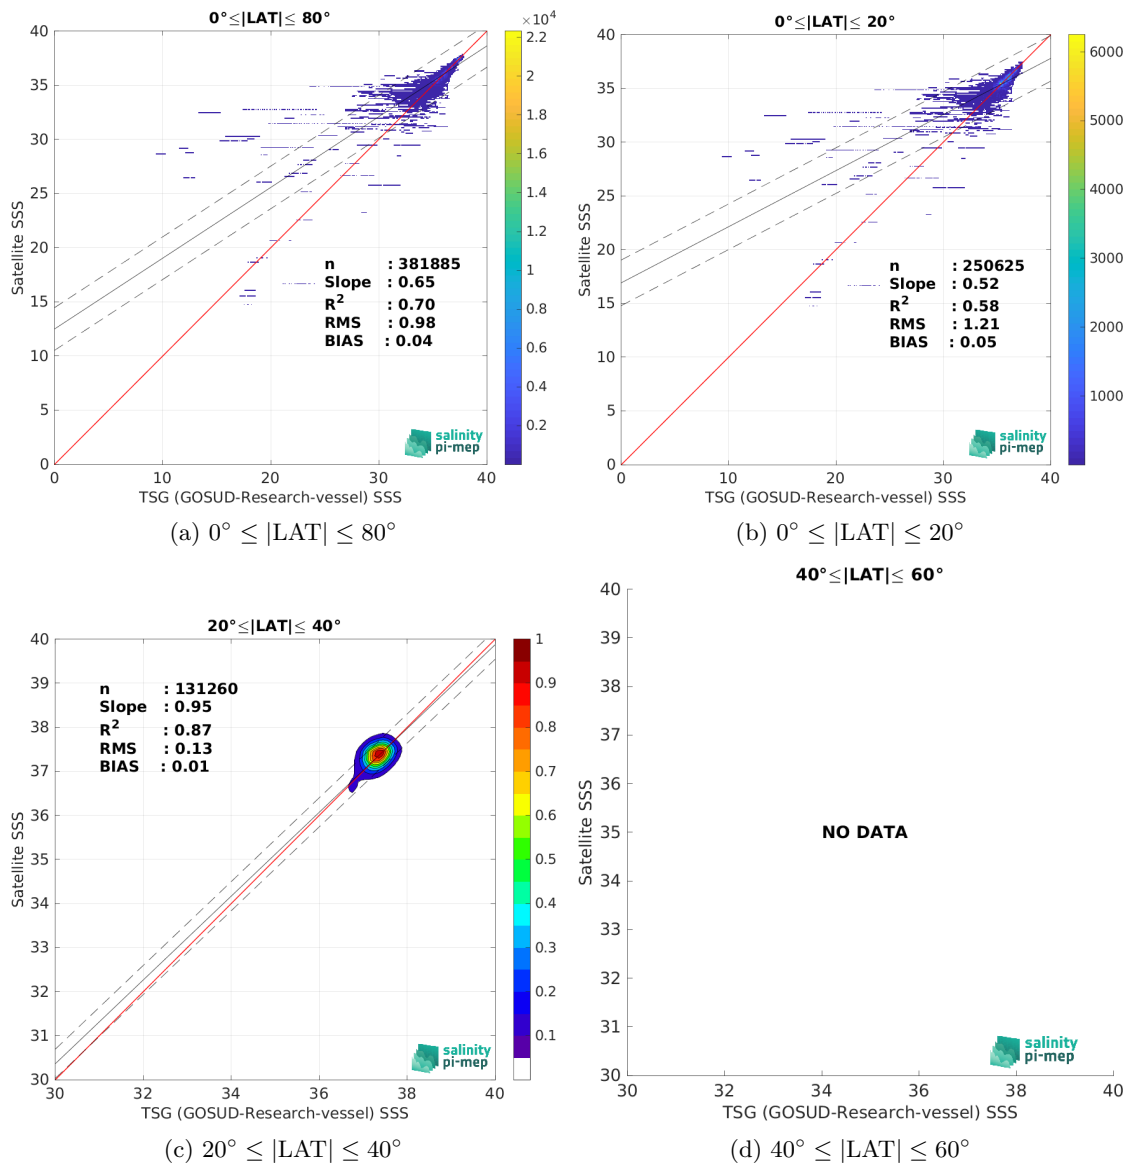 0°≤|LAT|≤ 80°
×10⁴
40
35
30
25
20
15
10
5
0
Satellite SSS
n : 381885
Slope : 0.65
R² : 0.70
RMS : 0.98
BIAS : 0.04
salinity
pi-mep
0 10 20 30 40
TSG (GOSUD-Research-vessel) SSS
2.2
2
1.8
1.6
1.4
1.2
1
0.8
0.6
0.4
0.2
(a) 0° ≤ |LAT| ≤ 80°
0°≤|LAT|≤ 20°
40
35
30
25
20
15
10
5
0
Satellite SSS
n : 250625
Slope : 0.52
R² : 0.58
RMS : 1.21
BIAS : 0.05
salinity
pi-mep
0 10 20 30 40
TSG (GOSUD-Research-vessel) SSS
6000
5000
4000
3000
2000
1000
(b) 0° ≤ |LAT| ≤ 20°
20°≤|LAT|≤ 40°
40
39
38
37
36
35
34
33
32
31
30
Satellite SSS
n : 131260
Slope : 0.95
R² : 0.87
RMS : 0.13
BIAS : 0.01
salinity
pi-mep
30 32 34 36 38 40
TSG (GOSUD-Research-vessel) SSS
1
0.9
0.8
0.7
0.6
0.5
0.4
0.3
0.2
0.1
(c) 20° ≤ |LAT| ≤ 40°
40°≤|LAT|≤ 60°
40
39
38
37
36
35
34
33
32
31
30
Satellite SSS
NO DATA
salinity
pi-mep
30 32 34 36 38 40
TSG (GOSUD-Research-vessel) SSS
(d) 40° ≤ |LAT| ≤ 60°